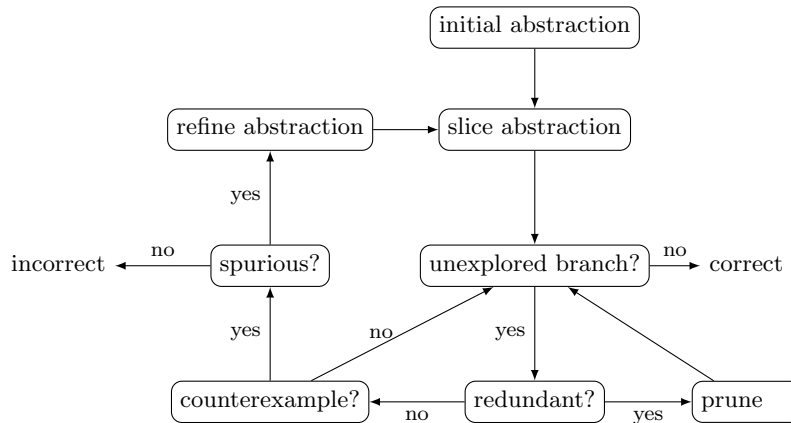 initial abstraction
refine abstraction
slice abstraction
yes
incorrect
no
spurious?
unexplored branch?
no
correct
yes
no
yes
counterexample?
no
redundant?
yes
prune